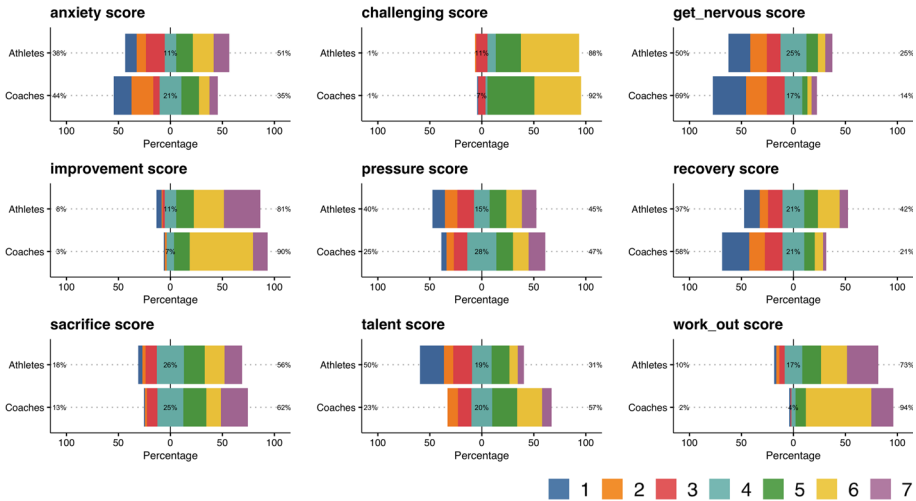 anxiety score
Athletes 38% 11% 51%
Coaches 44% 21% 35%
100 50 0 50 100
Percentage
challenging score
Athletes 1% 11% 88%
Coaches 1% 7% 92%
100 50 0 50 100
Percentage
get_nervous score
Athletes 50% 25% 25%
Coaches 69% 17% 14%
100 50 0 50 100
Percentage
improvement score
Athletes 8% 11% 81%
Coaches 3% 7% 90%
100 50 0 50 100
Percentage
pressure score
Athletes 40% 15% 45%
Coaches 25% 28% 47%
100 50 0 50 100
Percentage
recovery score
Athletes 37% 21% 42%
Coaches 58% 21% 21%
100 50 0 50 100
Percentage
sacrifice score
Athletes 18% 26% 56%
Coaches 13% 25% 62%
100 50 0 50 100
Percentage
talent score
Athletes 50% 19% 31%
Coaches 23% 20% 57%
100 50 0 50 100
Percentage
work_out score
Athletes 10% 17% 73%
Coaches 2% 4% 94%
100 50 0 50 100
Percentage
1 2 3 4 5 6 7